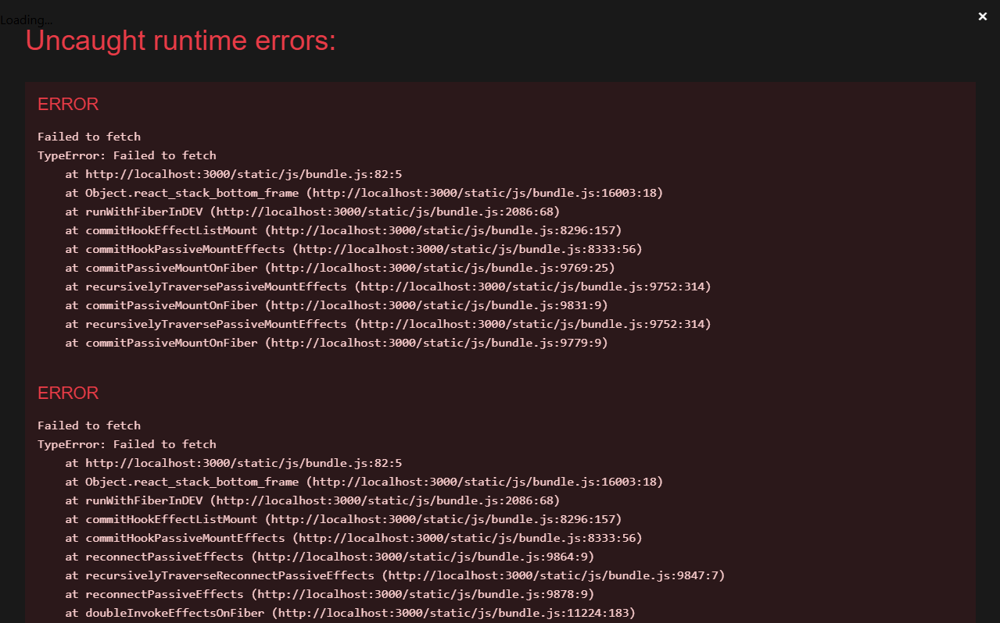 Loading...
×
Uncaught runtime errors:
ERROR
Failed to fetch
TypeError: Failed to fetch
    at http://localhost:3000/static/js/bundle.js:82:5
    at Object.react_stack_bottom_frame (http://localhost:3000/static/js/bundle.js:16003:18)
    at runWithFiberInDEV (http://localhost:3000/static/js/bundle.js:2086:68)
    at commitHookEffectListMount (http://localhost:3000/static/js/bundle.js:8296:157)
    at commitHookPassiveMountEffects (http://localhost:3000/static/js/bundle.js:8333:56)
    at commitPassiveMountOnFiber (http://localhost:3000/static/js/bundle.js:9769:25)
    at recursivelyTraversePassiveMountEffects (http://localhost:3000/static/js/bundle.js:9752:314)
    at commitPassiveMountOnFiber (http://localhost:3000/static/js/bundle.js:9831:9)
    at recursivelyTraversePassiveMountEffects (http://localhost:3000/static/js/bundle.js:9752:314)
    at commitPassiveMountOnFiber (http://localhost:3000/static/js/bundle.js:9779:9)
ERROR
Failed to fetch
TypeError: Failed to fetch
    at http://localhost:3000/static/js/bundle.js:82:5
    at Object.react_stack_bottom_frame (http://localhost:3000/static/js/bundle.js:16003:18)
    at runWithFiberInDEV (http://localhost:3000/static/js/bundle.js:2086:68)
    at commitHookEffectListMount (http://localhost:3000/static/js/bundle.js:8296:157)
    at commitHookPassiveMountEffects (http://localhost:3000/static/js/bundle.js:8333:56)
    at reconnectPassiveEffects (http://localhost:3000/static/js/bundle.js:9864:9)
    at recursivelyTraverseReconnectPassiveEffects (http://localhost:3000/static/js/bundle.js:9847:7)
    at reconnectPassiveEffects (http://localhost:3000/static/js/bundle.js:9878:9)
    at doubleInvokeEffectsOnFiber (http://localhost:3000/static/js/bundle.js:11224:183)